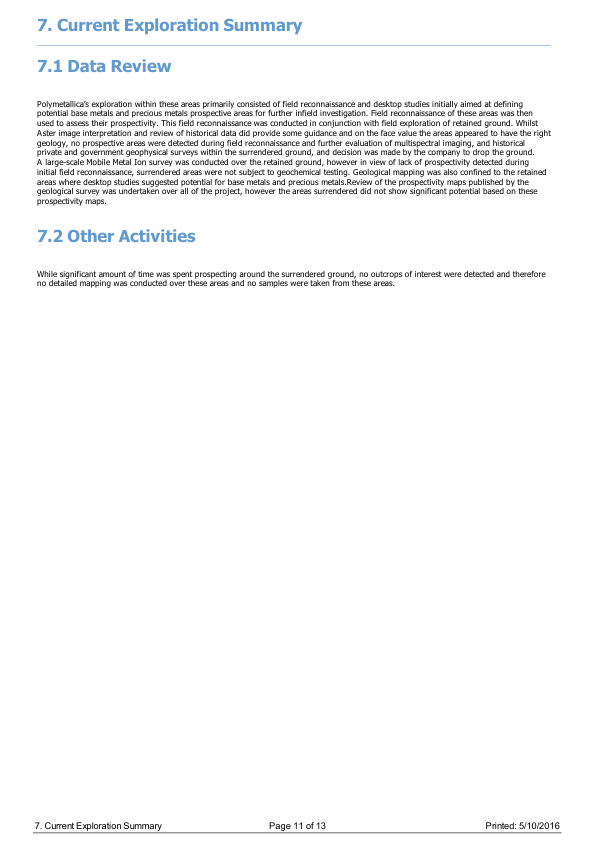 7. Current Exploration Summary
7.1 Data Review
Polymetallica's exploration within these areas primarily consisted of field reconnaissance and desktop studies initially aimed at defining
potential base metals and precious metals prospective areas for further infield investigation. Field reconnaissance of these areas was then
used to assess their prospectivity. This field reconnaissance was conducted in conjunction with field exploration of retained ground. Whilst
Aster image interpretation and review of historical data did provide some guidance and on the face value the areas appeared to have the right
geology, no prospective areas were detected during field reconnaissance and further evaluation of multispectral imaging, and historical
private and government geophysical surveys within the surrendered ground, and decision was made by the company to drop the ground.
A large-scale Mobile Metal Ion survey was conducted over the retained ground, however in view of lack of prospectivity detected during
initial field reconnaissance, surrendered areas were not subject to geochemical testing. Geological mapping was also confined to the retained
areas where desktop studies suggested potential for base metals and precious metals.Review of the prospectivity maps published by the
geological survey was undertaken over all of the project, however the areas surrendered did not show significant potential based on these
prospectivity maps.
7.2 Other Activities
While significant amount of time was spent prospecting around the surrendered ground, no outcrops of interest were detected and therefore
no detailed mapping was conducted over these areas and no samples were taken from these areas.
7. Current Exploration Summary Page 11 of 13 Printed: 5/10/2016